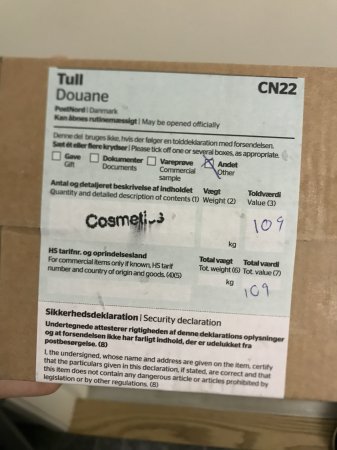 Tull
CN22
Douane
PostNord | Danmark
Kan åbnes rutinemæssigt | May be opened officially
Denne del bruges ikke, hvis der følger en tolddeklaration med forsendelsen.
Sæt ét eller flere krydser | Please tick off one or several boxes, as appropriate.
Gave
Gift
Dokumenter
Documents
Vareprøve
Commercial
sample
Andet
Other
Antal og detaljeret beskrivelse af indholdet
Vægt
Toldværdi
Quantity and detailed description of contents (1)
Weight (2)
Value (3)
Cosmetics
109
kg
HS tarifnr. og oprindelsesland
Total vægt
Total værdi
For commercial items only if known, HS tarif
Tot. weight (6)
Tot. value (7)
number and country of origin and goods. (4)(5)
kg
109
Sikkerhedsdeklaration | Security declaration
Undertegnede attesterer rigtigheden af denne deklarations oplysninger
og at forsendelsen ikke har farligt indhold, der er udelukket fra
postbesørgelse. (8)
I, the undersigned, whose name and address are given on the item, certify
that the particulars given in this declaration, if stated, are correct and that
this item does not contain any dangerous article or articles prohibited by
legislation or by other regulations. (8)